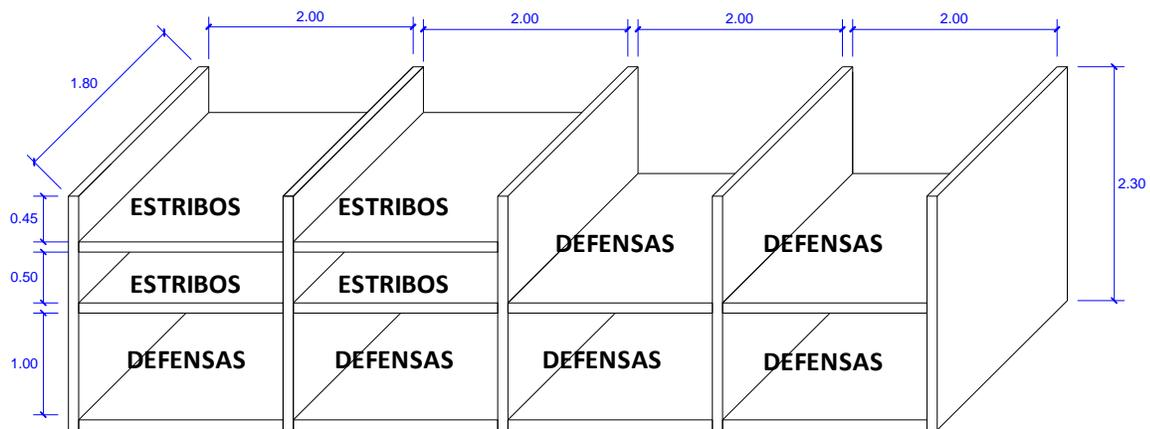 2.00
2.00
2.00
2.00
1.80
2.30
0.45
ESTRIBOS
ESTRIBOS
DEFENSAS
DEFENSAS
0.50
ESTRIBOS
ESTRIBOS
1.00
DEFENSAS
DEFENSAS
DEFENSAS
DEFENSAS